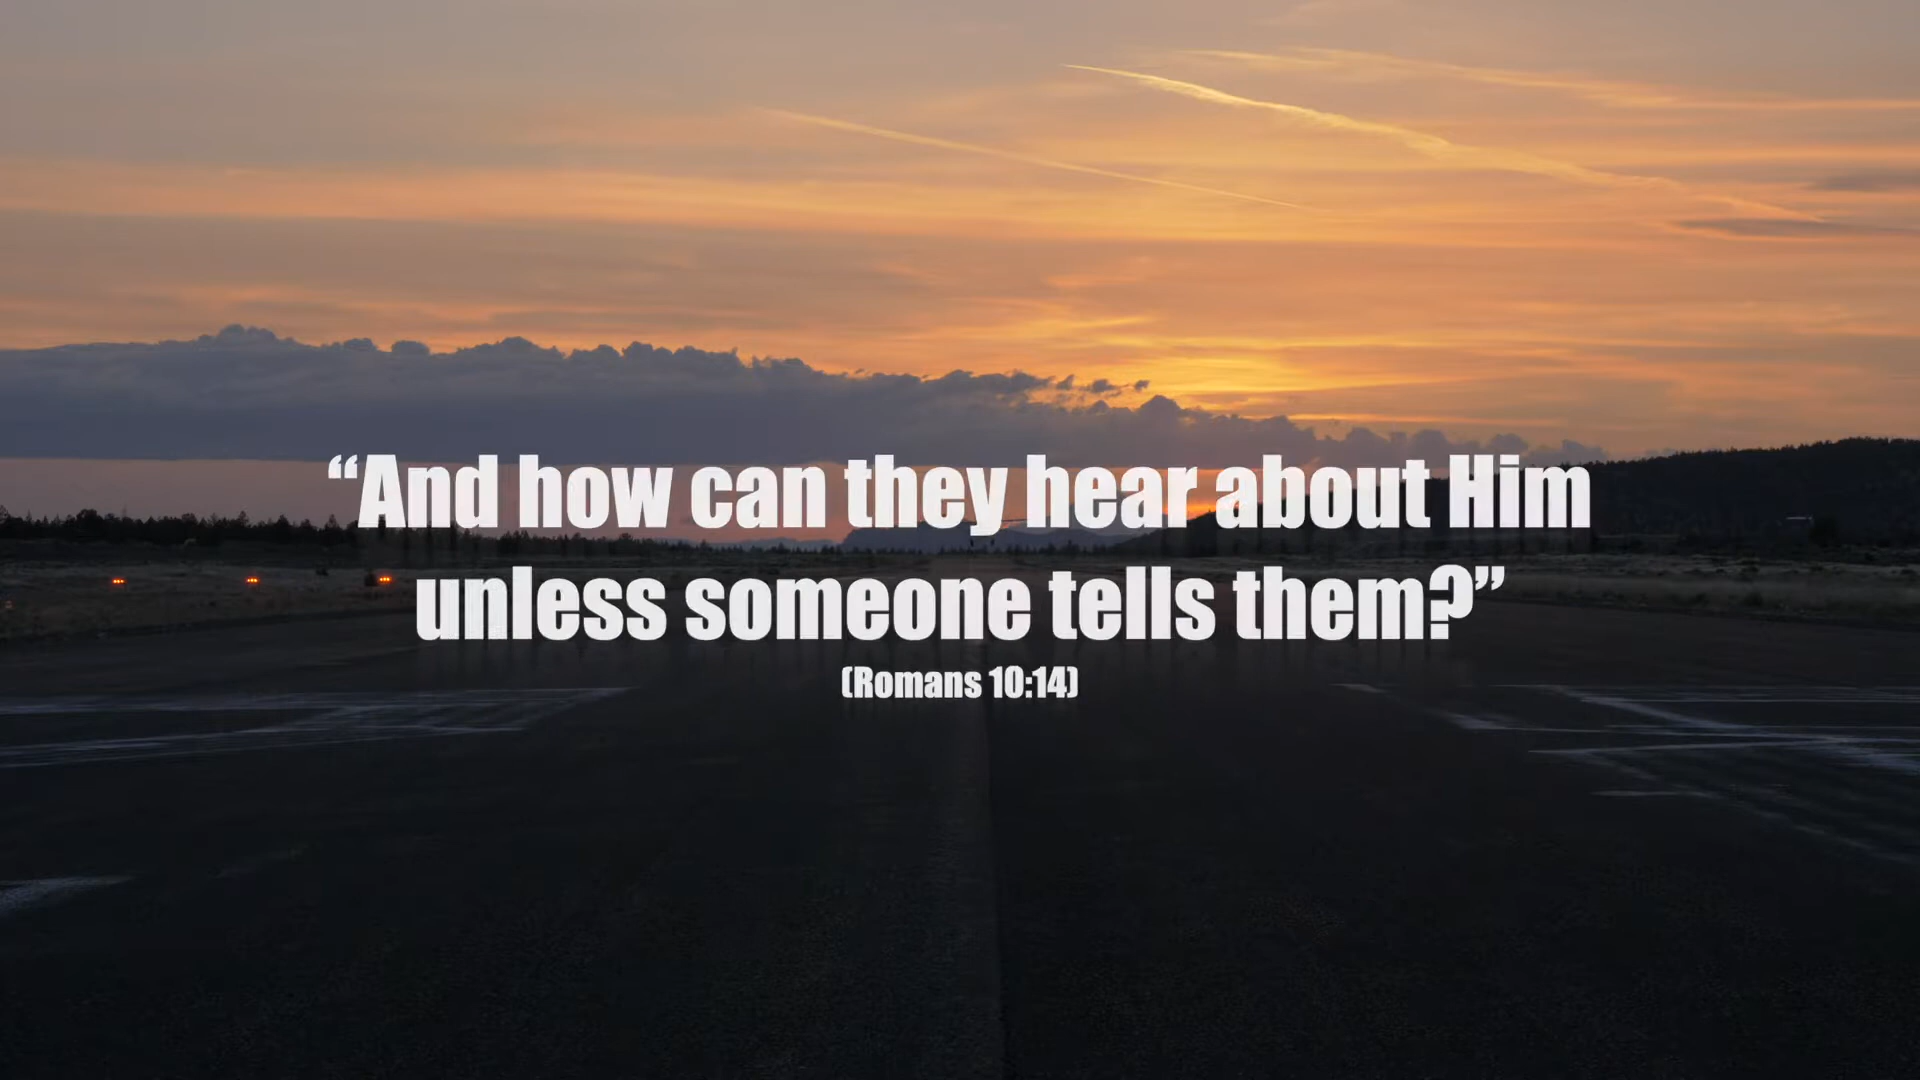 “And how can they hear about Him
unless someone tells them?”
(Romans 10:14)